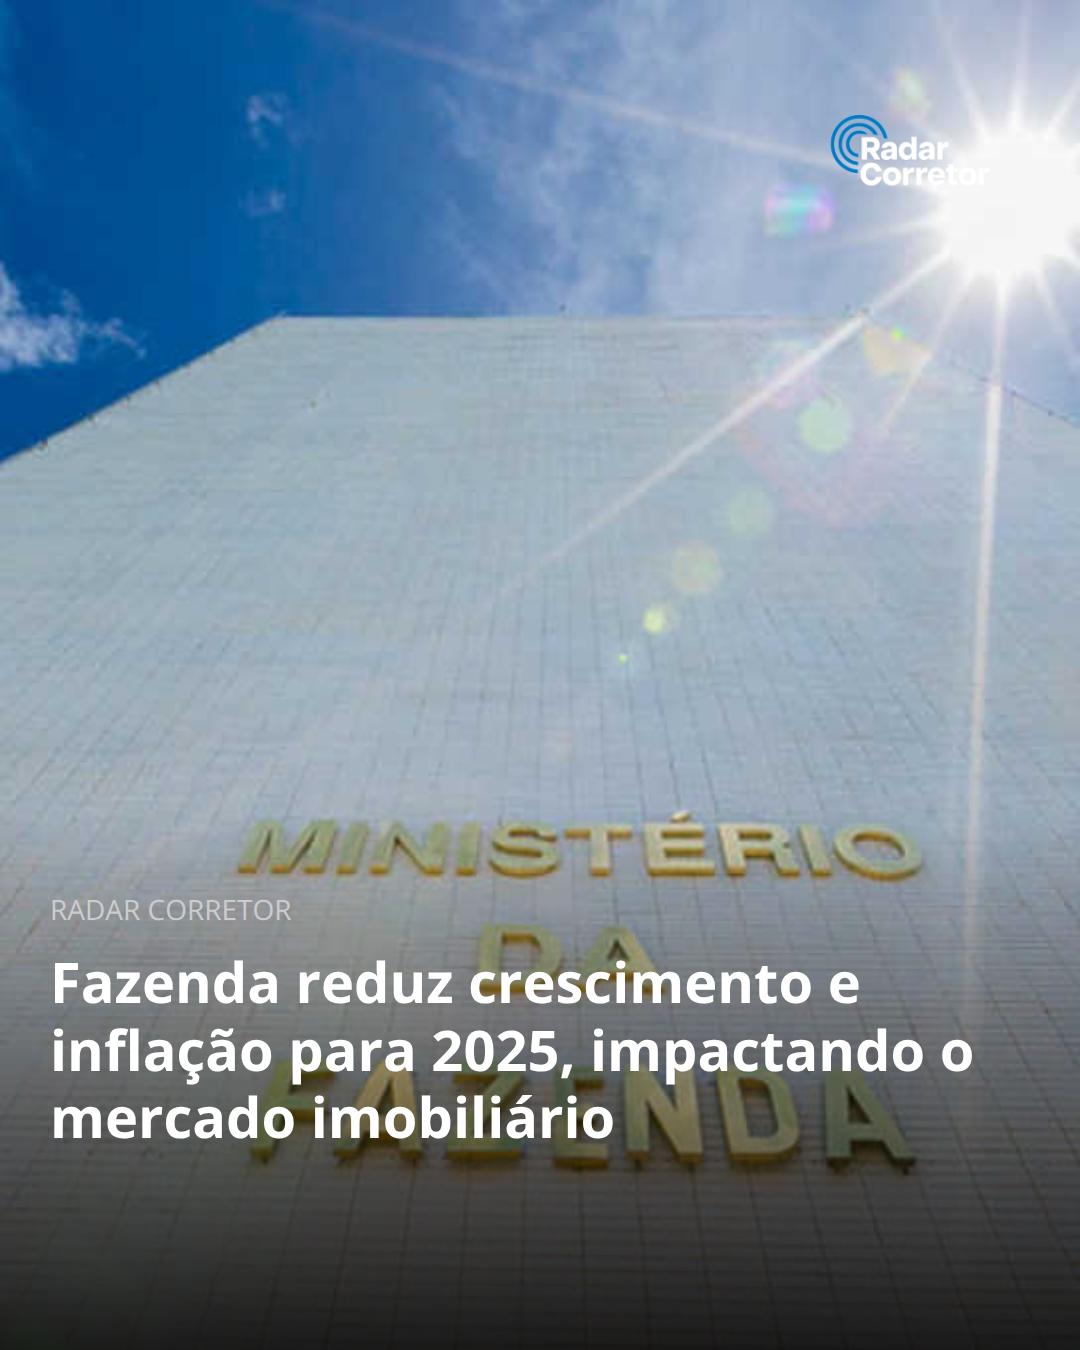 Radar
Corretor
MINISTÉRIO
DA
FAZENDA
RADAR CORRETOR
Fazenda reduz crescimento e
inflação para 2025, impactando o
mercado imobiliário